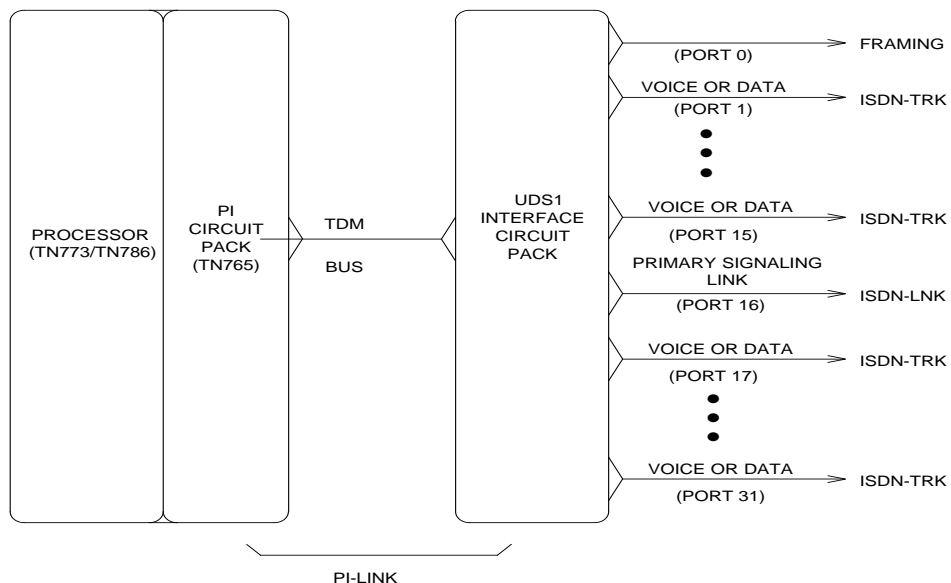 PROCESSOR
(TN773/TN786)
PI
CIRCUIT
PACK
(TN765)
TDM
BUS
UDS1
INTERFACE
CIRCUIT
PACK
(PORT 0)
FRAMING
VOICE OR DATA
(PORT 1)
ISDN-TRK
VOICE OR DATA
(PORT 15)
ISDN-TRK
PRIMARY SIGNALING
LINK
(PORT 16)
ISDN-LNK
VOICE OR DATA
(PORT 17)
ISDN-TRK
VOICE OR DATA
(PORT 31)
ISDN-TRK
PI-LINK